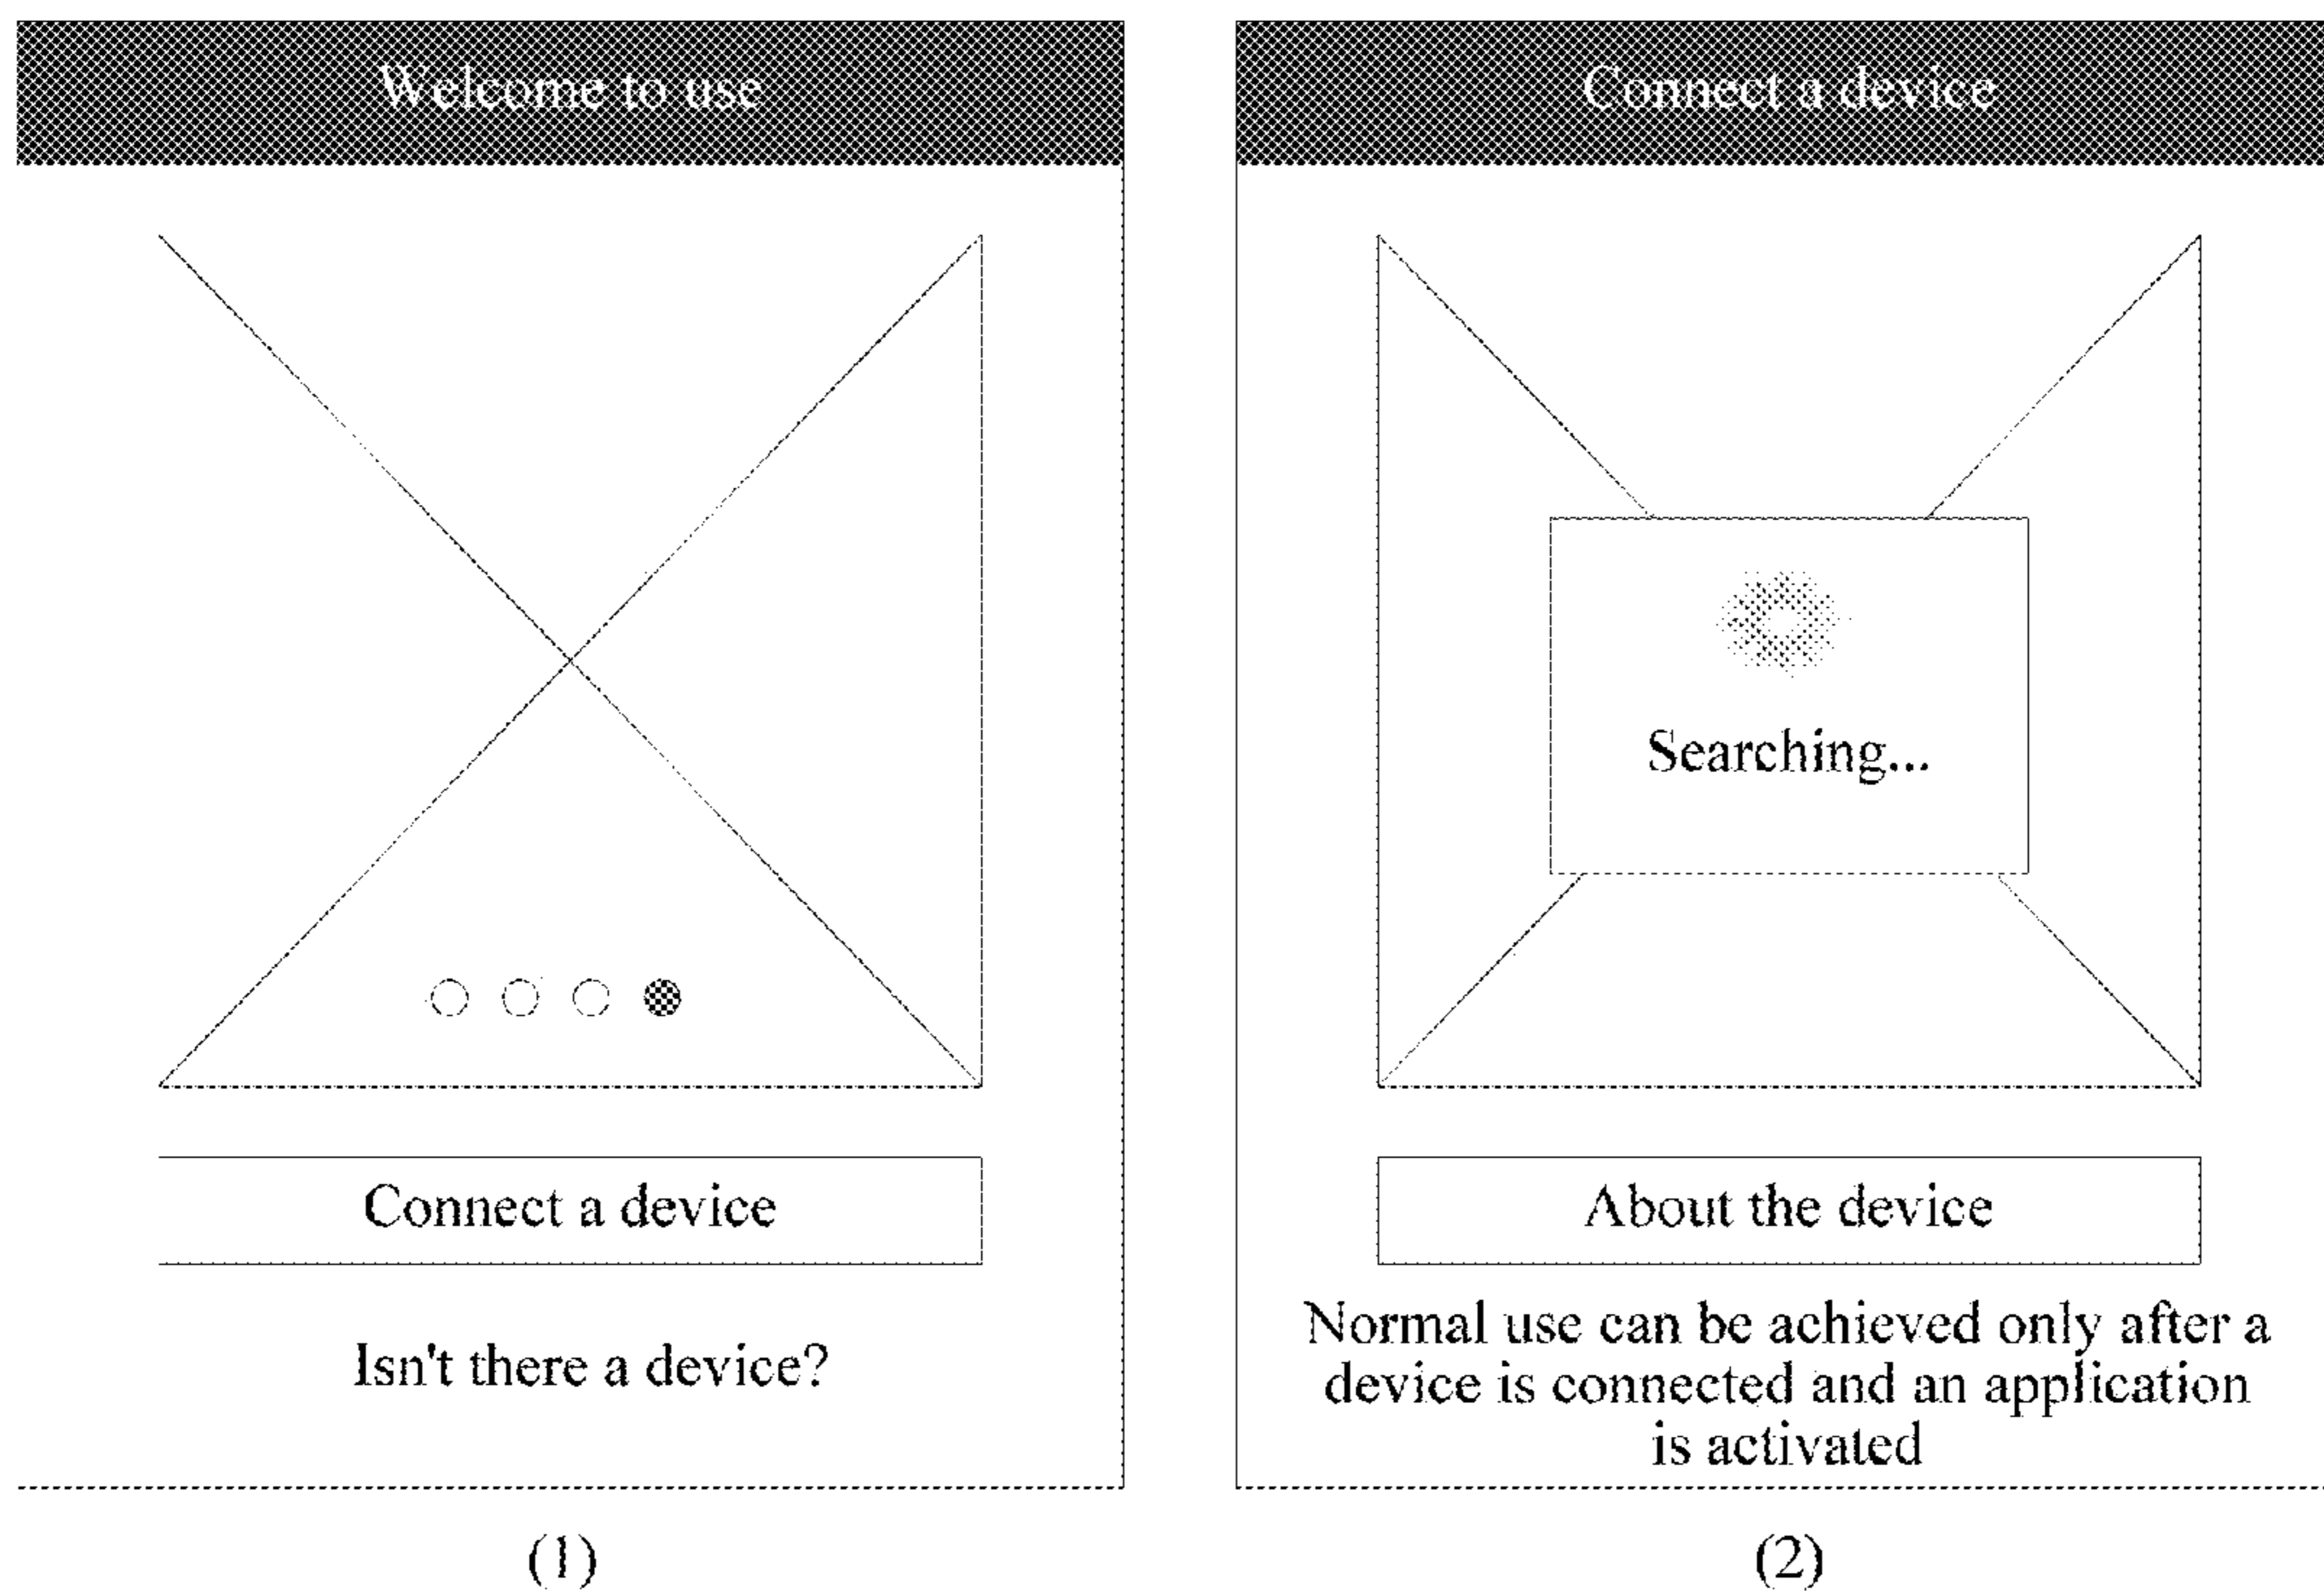 Welcome to use
Connect a device
Isn't there a device?
(1)
Connect a device
Searching...
About the device
Normal use can be achieved only after a
device is connected and an application
is activated
(2)